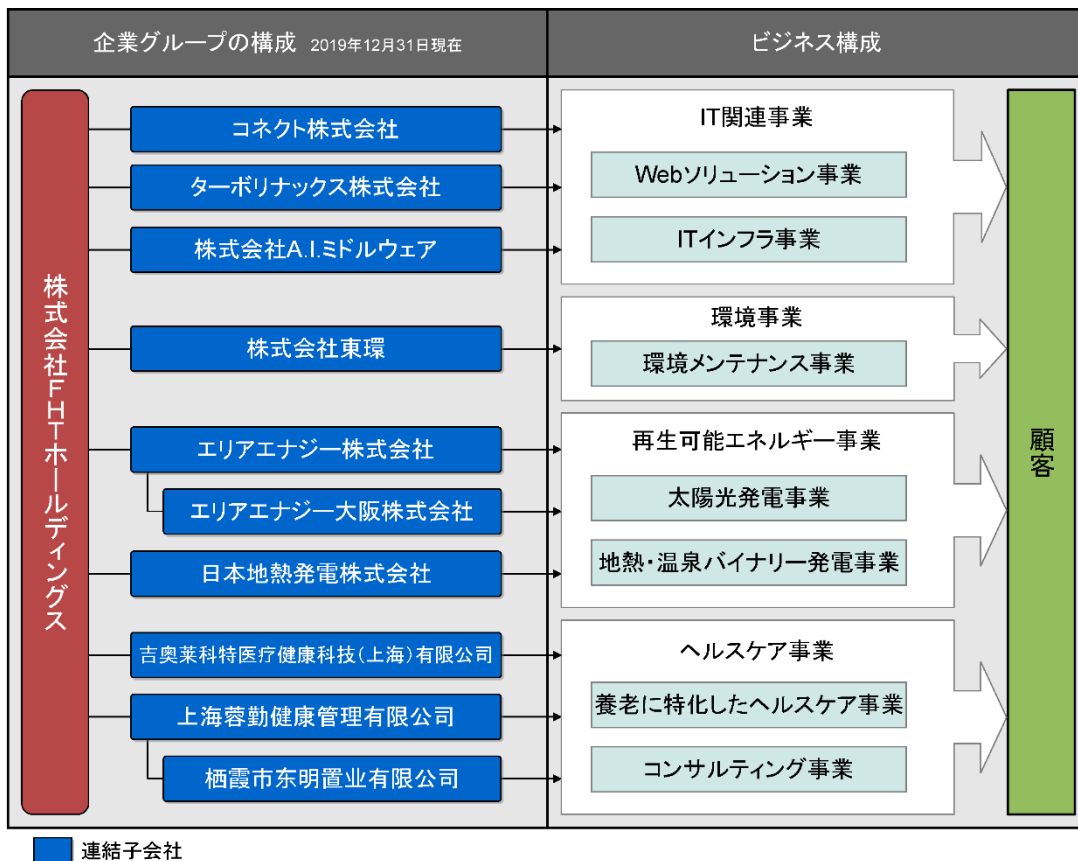 企業グループの構成 2019年12月31日現在
ビジネス構成
株式会社FHTホールディングス
コネクト株式会社
ターボリナックス株式会社
株式会社A.I.ミドルウェア
株式会社東環
エリアエナジー株式会社
エリアエナジー大阪株式会社
日本地熱発電株式会社
吉奥莱科特医疗健康科技(上海)有限公司
上海蓉勤健康管理有限公司
栖霞市东明置业有限公司
IT関連事業
Webソリューション事業
ITインフラ事業
環境事業
環境メンテナンス事業
再生可能エネルギー事業
太陽光発電事業
地熱・温泉バイナリー発電事業
ヘルスケア事業
養老に特化したヘルスケア事業
コンサルティング事業
顧客
連結子会社